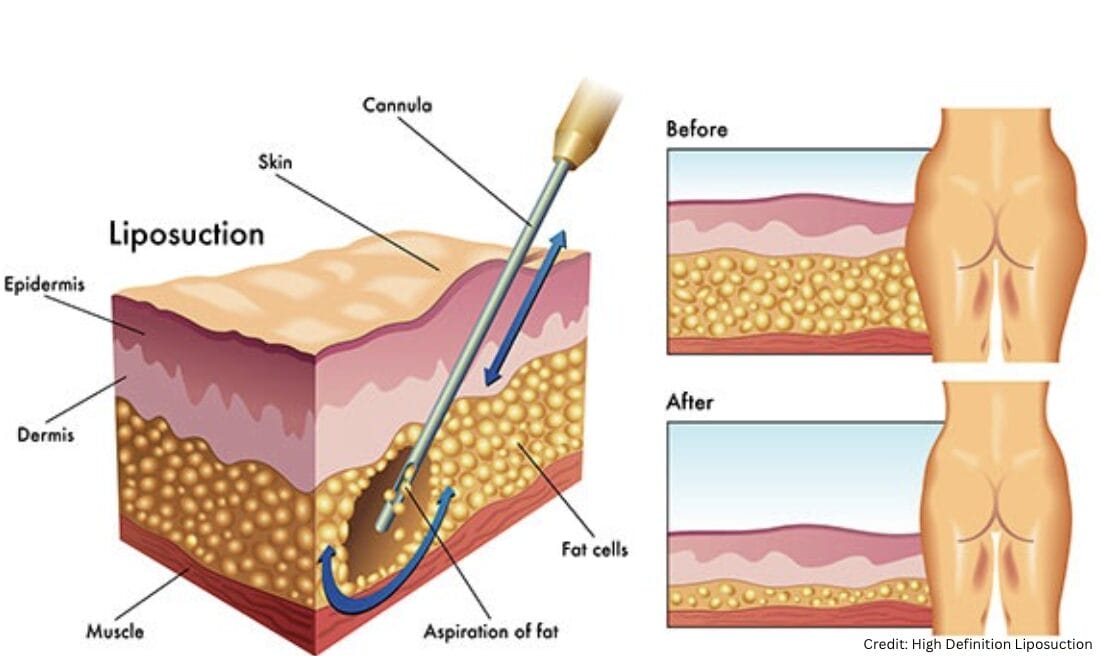 Cannula
Skin
Liposuction
Epidermis
Dermis
Muscle
Aspiration of fat
Fat cells
Before
After
Credit: High Definition Liposuction